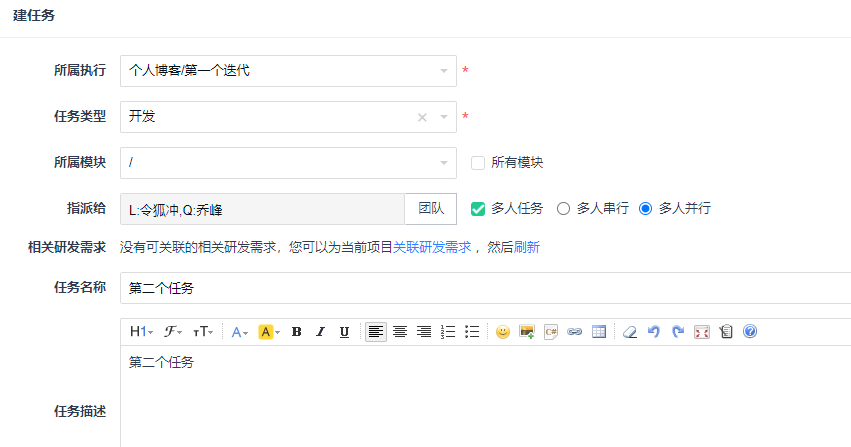 建任务
所属执行 个人博客/第一个迭代 *
任务类型 开发 *
所属模块 / 所有模块
指派给 L:令狐冲,Q:乔峰 团队 多人任务 多人串行 多人并行
相关研发需求 没有可关联的相关研发需求，您可以为当前项目关联研发需求 ，然后刷新
任务名称 第二个任务
H1 ℱ тT A A B I U C#
第二个任务
任务描述